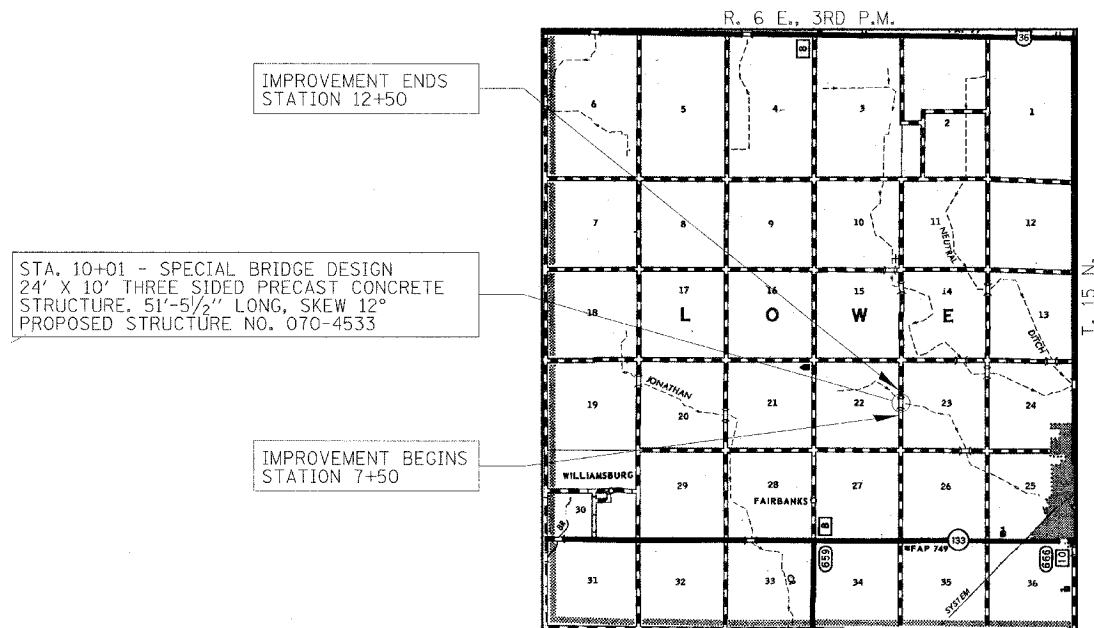 R. 6 E., 3RD P.M.
36
8
IMPROVEMENT ENDS
STATION 12+50
6
5
4
3
2
1
7
8
9
10
11
12
NEUTRAL
DITCH
STA. 10+01 - SPECIAL BRIDGE DESIGN
24' X 10' THREE SIDED PRECAST CONCRETE
STRUCTURE. 51'-5½" LONG, SKEW 12°
PROPOSED STRUCTURE NO. 070-4533
18
17
16
15
14
13
L O W E
T. 15 N.
JONATHAN
19
20
21
22
23
24
IMPROVEMENT BEGINS
STATION 7+50
WILLIAMSBURG
30
29
28
27
26
25
FAIRBANKS
8
BR
133
FAP 749
659
666
10
31
32
33
34
35
36
CR
SYSTEM